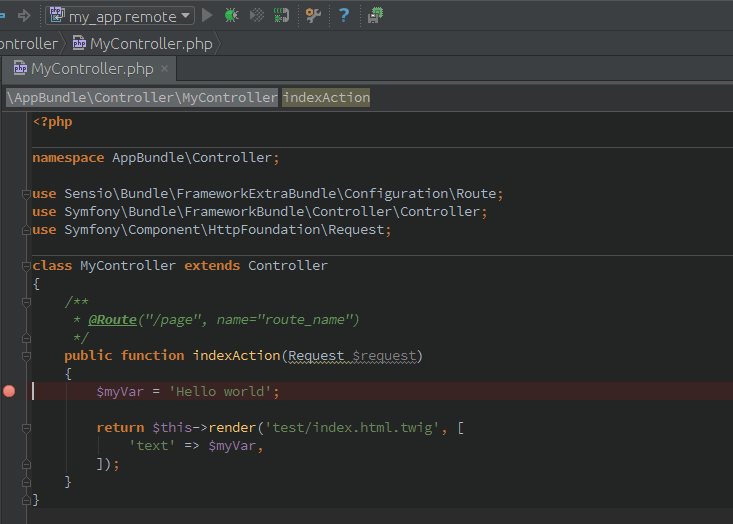 my_app remote
ontroller MyController.php
MyController.php
\AppBundle\Controller\MyController indexAction
<?php
namespace AppBundle\Controller;
use Sensio\Bundle\FrameworkExtraBundle\Configuration\Route;
use Symfony\Bundle\FrameworkBundle\Controller\Controller;
use Symfony\Component\HttpFoundation\Request;
class MyController extends Controller
{
/**
* @Route("/page", name="route_name")
*/
public function indexAction(Request $request)
{
$myVar = 'Hello world';
return $this->render('test/index.html.twig', [
'text' => $myVar,
]);
}
}